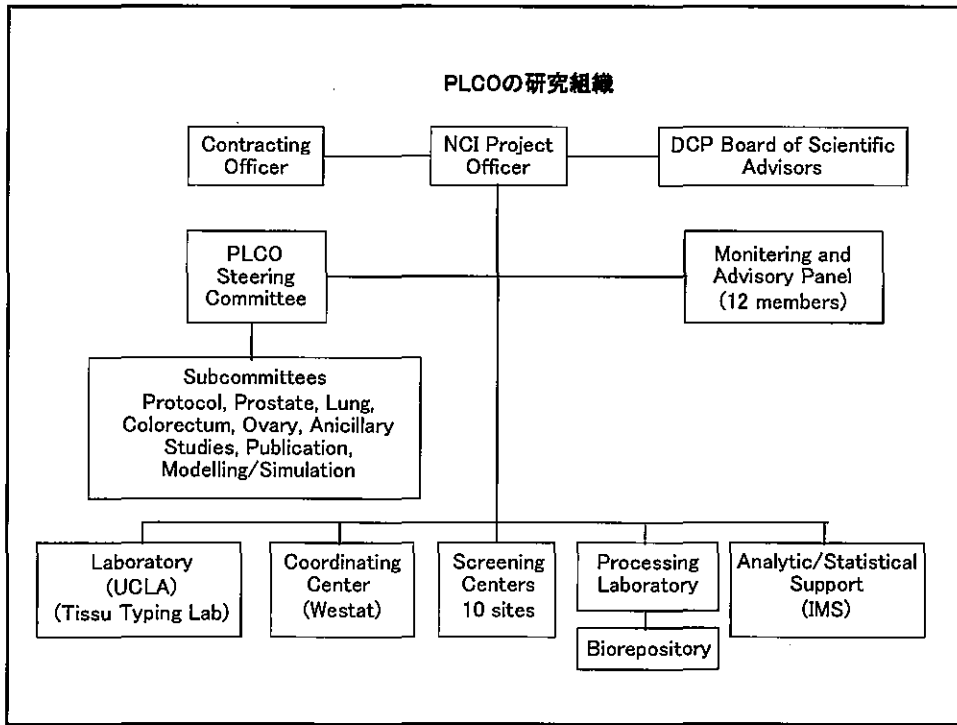 PLCOの研究組織
Contracting
Officer
NCI Project
Officer
DCP Board of Scientific
Advisors
PLCO
Steering
Committee
Monitering and
Advisory Panel
(12 members)
Subcommittees
Protocol, Prostate, Lung,
Colorectum, Ovary, Anicillary
Studies, Publication,
Modelling/Simulation
Laboratory
(UCLA)
(Tissu Typing Lab)
Coordinating
Center
(Westat)
Screening
Centers
10 sites
Processing
Laboratory
Biorepository
Analytic/Statistical
Support
(IMS)